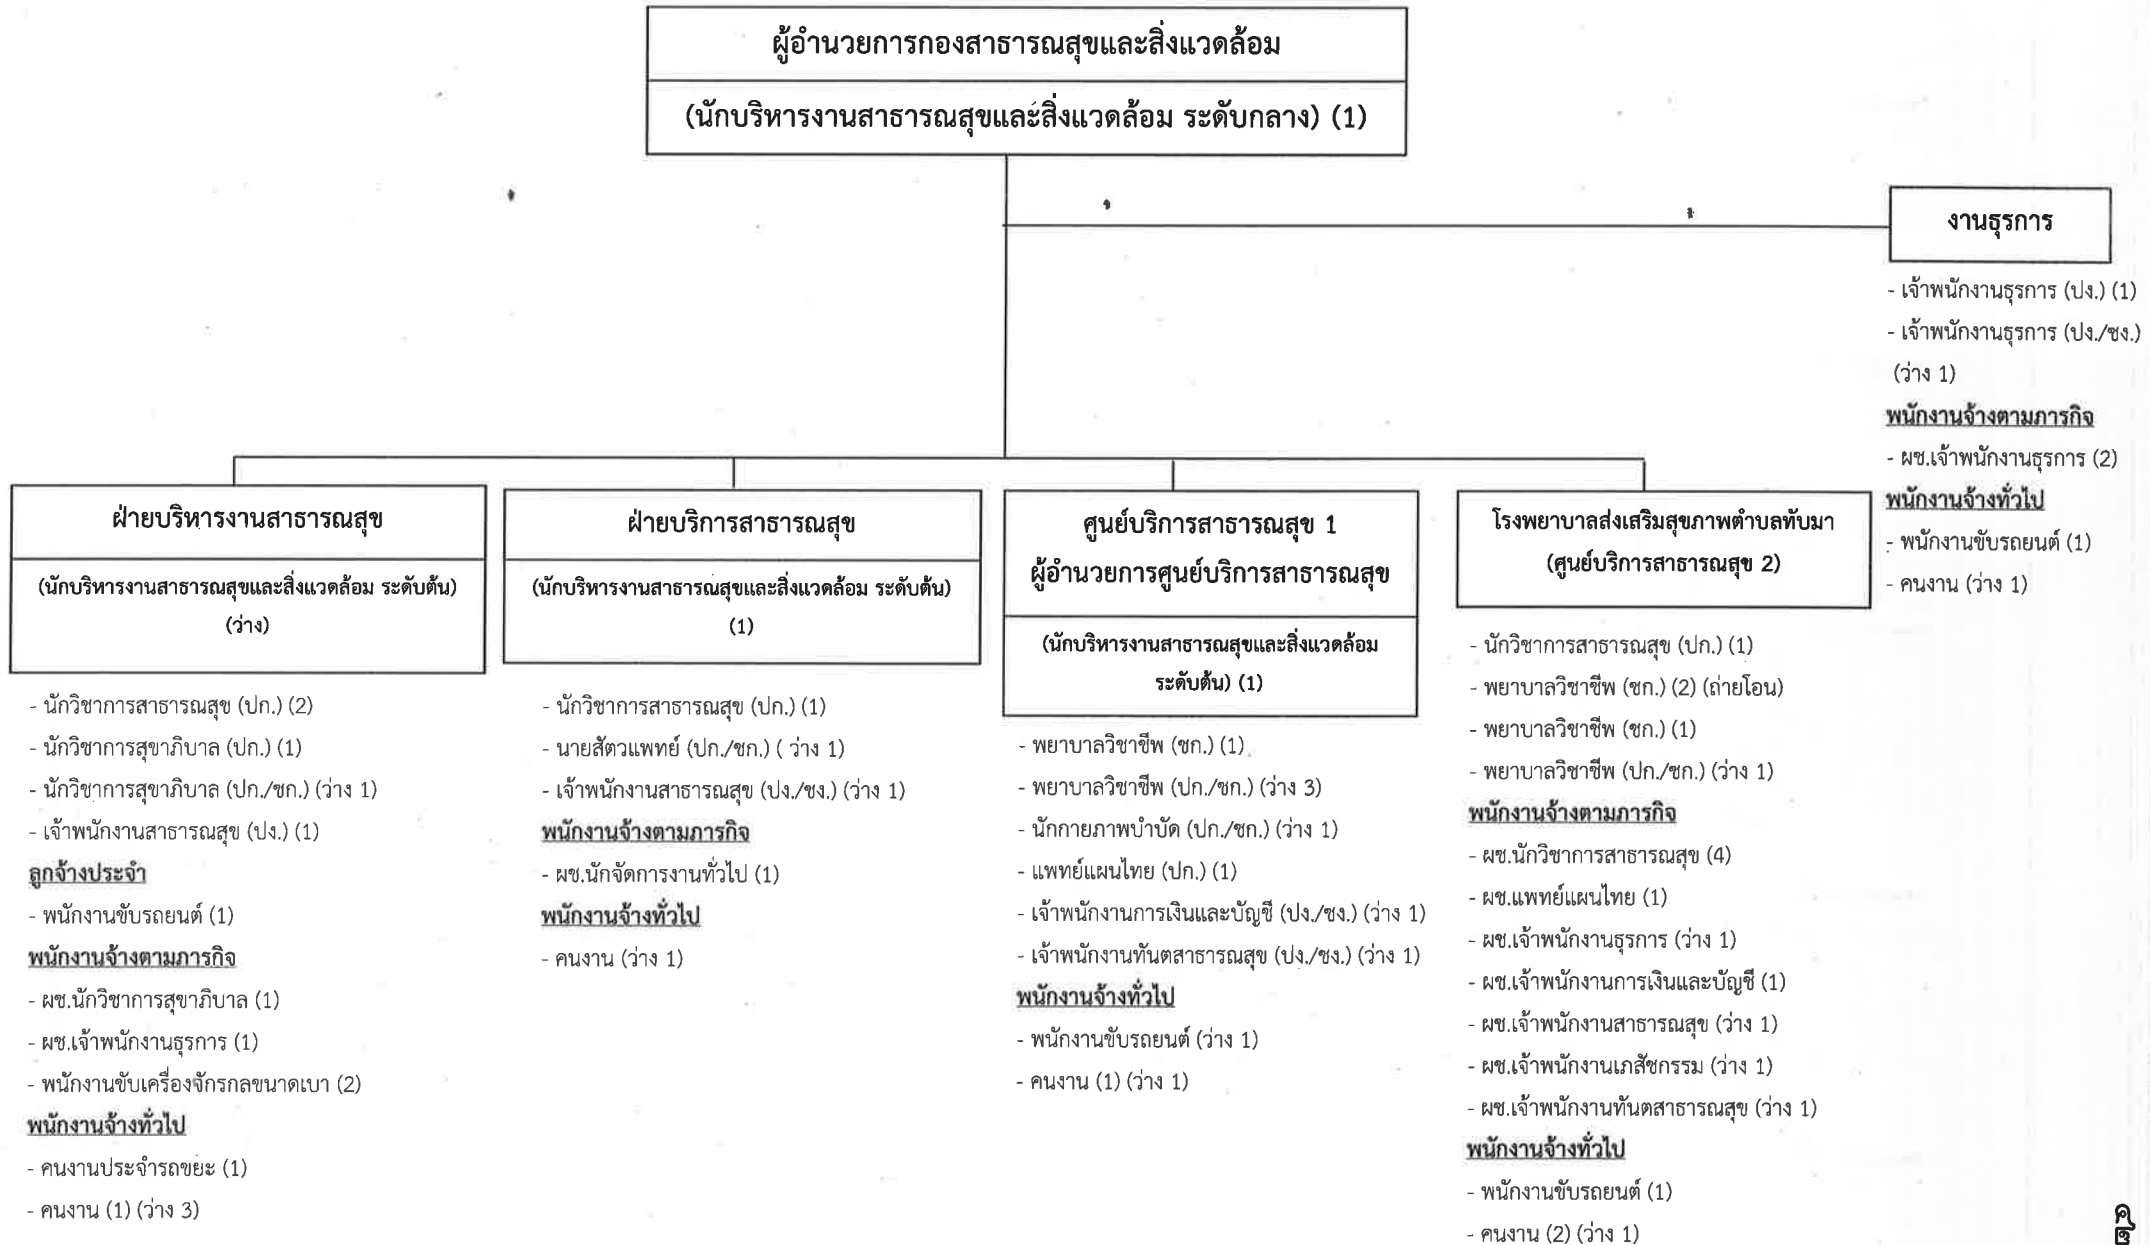 ผู้อำนวยการกองสาธารณสุขและสิ่งแวดล้อม
(นักบริหารงานสาธารณสุขและสิ่งแวดล้อม ระดับกลาง) (1)
งานธุรการ
- เจ้าพนักงานธุรการ (ปง.) (1)
- เจ้าพนักงานธุรการ (ปง./ชง.)
(ว่าง 1)
พนักงานจ้างตามภารกิจ
- ผช.เจ้าพนักงานธุรการ (2)
พนักงานจ้างทั่วไป
- พนักงานขับรถยนต์ (1)
- คนงาน (ว่าง 1)
ฝ่ายบริหารงานสาธารณสุข
(นักบริหารงานสาธารณสุขและสิ่งแวดล้อม ระดับต้น)
(ว่าง)
- นักวิชาการสาธารณสุข (ปก.) (2)
- นักวิชาการสุขาภิบาล (ปก.) (1)
- นักวิชาการสุขาภิบาล (ปก./ชก.) (ว่าง 1)
- เจ้าพนักงานสาธารณสุข (ปง.) (1)
ลูกจ้างประจำ
- พนักงานขับรถยนต์ (1)
พนักงานจ้างตามภารกิจ
- ผช.นักวิชาการสุขาภิบาล (1)
- ผช.เจ้าพนักงานธุรการ (1)
- พนักงานขับเครื่องจักรกลขนาดเบา (2)
พนักงานจ้างทั่วไป
- คนงานประจำรถขยะ (1)
- คนงาน (1) (ว่าง 3)
ฝ่ายบริการสาธารณสุข
(นักบริหารงานสาธารณสุขและสิ่งแวดล้อม ระดับต้น)
(1)
- นักวิชาการสาธารณสุข (ปก.) (1)
- นายสัตวแพทย์ (ปก./ชก.) ( ว่าง 1)
- เจ้าพนักงานสาธารณสุข (ปง./ชง.) (ว่าง 1)
พนักงานจ้างตามภารกิจ
- ผช.นักจัดการงานทั่วไป (1)
พนักงานจ้างทั่วไป
- คนงาน (ว่าง 1)
ศูนย์บริการสาธารณสุข 1
ผู้อำนวยการศูนย์บริการสาธารณสุข
(นักบริหารงานสาธารณสุขและสิ่งแวดล้อม
ระดับต้น) (1)
- พยาบาลวิชาชีพ (ชก.) (1)
- พยาบาลวิชาชีพ (ปก./ชก.) (ว่าง 3)
- นักกายภาพบำบัด (ปก./ชก.) (ว่าง 1)
- แพทย์แผนไทย (ปก.) (1)
- เจ้าพนักงานการเงินและบัญชี (ปง./ชง.) (ว่าง 1)
- เจ้าพนักงานทันตสาธารณสุข (ปง./ชง.) (ว่าง 1)
พนักงานจ้างทั่วไป
- พนักงานขับรถยนต์ (ว่าง 1)
- คนงาน (1) (ว่าง 1)
โรงพยาบาลส่งเสริมสุขภาพตำบลทับมา
(ศูนย์บริการสาธารณสุข 2)
- นักวิชาการสาธารณสุข (ปก.) (1)
- พยาบาลวิชาชีพ (ชก.) (2) (ถ่ายโอน)
- พยาบาลวิชาชีพ (ชก.) (1)
- พยาบาลวิชาชีพ (ปก./ชก.) (ว่าง 1)
พนักงานจ้างตามภารกิจ
- ผช.นักวิชาการสาธารณสุข (4)
- ผช.แพทย์แผนไทย (1)
- ผช.เจ้าพนักงานธุรการ (ว่าง 1)
- ผช.เจ้าพนักงานการเงินและบัญชี (1)
- ผช.เจ้าพนักงานสาธารณสุข (ว่าง 1)
- ผช.เจ้าพนักงานเภสัชกรรม (ว่าง 1)
- ผช.เจ้าพนักงานทันตสาธารณสุข (ว่าง 1)
พนักงานจ้างทั่วไป
- พนักงานขับรถยนต์ (1)
- คนงาน (2) (ว่าง 1)